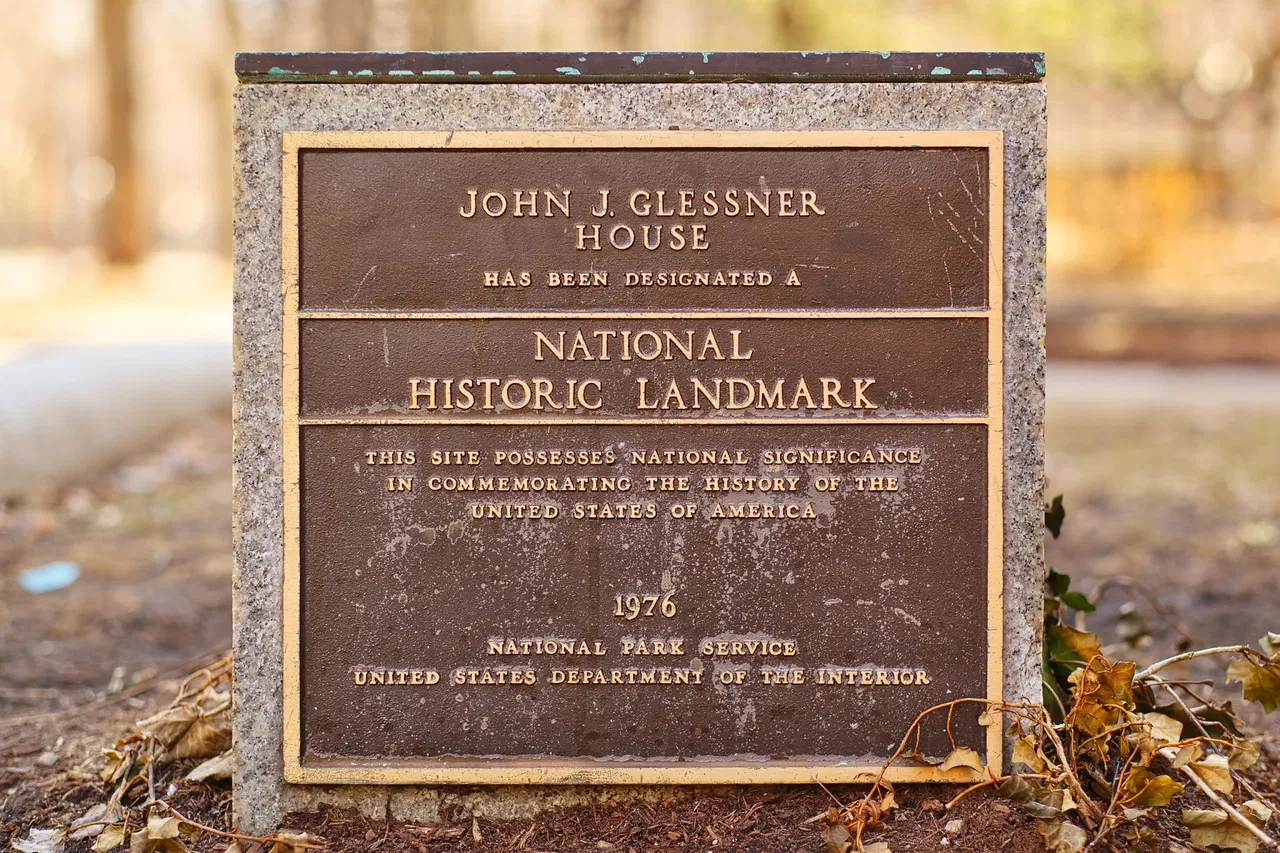 JOHN J. GLESSNER
HOUSE
HAS BEEN DESIGNATED A
NATIONAL
HISTORIC LANDMARK
THIS SITE POSSESSES NATIONAL SIGNIFICANCE
IN COMMEMORATING THE HISTORY OF THE
UNITED STATES OF AMERICA
1976
NATIONAL PARK SERVICE
UNITED STATES DEPARTMENT OF THE INTERIOR